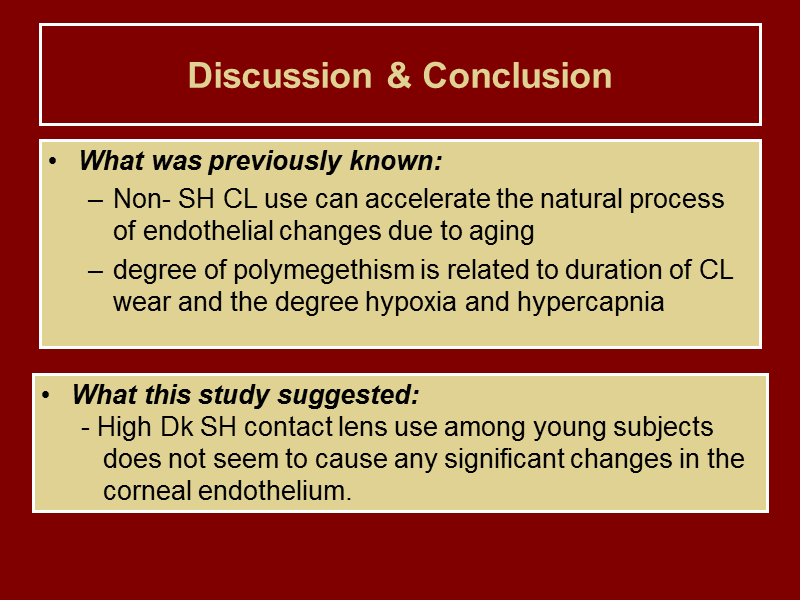 Discussion & Conclusion
• What was previously known:
– Non- SH CL use can accelerate the natural process
of endothelial changes due to aging
– degree of polymegethism is related to duration of CL
wear and the degree hypoxia and hypercapnia
• What this study suggested:
- High Dk SH contact lens use among young subjects
does not seem to cause any significant changes in the
corneal endothelium.